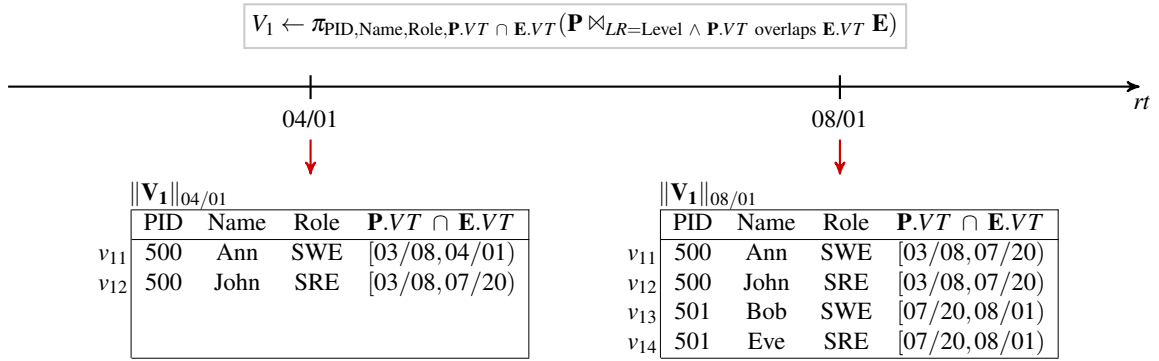 V₁ ← π_PID,Name,Role,P.VT ∩ E.VT(P ⋈_LR=Level ∧ P.VT overlaps E.VT E)
rt
04/01 08/01
‖V₁‖04/01
PID Name Role P.VT ∩ E.VT
v₁₁ 500 Ann SWE [03/08,04/01)
v₁₂ 500 John SRE [03/08,07/20)
‖V₁‖08/01
PID Name Role P.VT ∩ E.VT
v₁₁ 500 Ann SWE [03/08,07/20)
v₁₂ 500 John SRE [03/08,07/20)
v₁₃ 501 Bob SWE [07/20,08/01)
v₁₄ 501 Eve SRE [07/20,08/01)